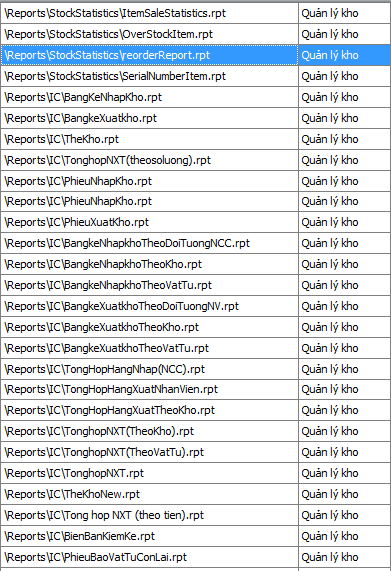 \Reports\StockStatistics\ItemSaleStatistics.rpt Quản lý kho
\Reports\StockStatistics\OverStockItem.rpt Quản lý kho
\Reports\StockStatistics\reorderReport.rpt Quản lý kho
\Reports\StockStatistics\SerialNumberItem.rpt Quản lý kho
\Reports\IC\BangKeNhapKho.rpt Quản lý kho
\Reports\IC\BangkeXuatkho.rpt Quản lý kho
\Reports\IC\TheKho.rpt Quản lý kho
\Reports\IC\TonghopNXT(theosoluong).rpt Quản lý kho
\Reports\IC\PhieuNhapKho.rpt Quản lý kho
\Reports\IC\PhieuNhapKho.rpt Quản lý kho
\Reports\IC\PhieuXuatKho.rpt Quản lý kho
\Reports\IC\BangkeNhapkhoTheoDoiTuongNCC.rpt Quản lý kho
\Reports\IC\BangkeNhapkhoTheoKho.rpt Quản lý kho
\Reports\IC\BangkeNhapkhoTheoVatTu.rpt Quản lý kho
\Reports\IC\BangkeXuatkhoTheoDoiTuongNV.rpt Quản lý kho
\Reports\IC\BangkeXuatkhoTheoKho.rpt Quản lý kho
\Reports\IC\BangkeXuatkhoTheoVatTu.rpt Quản lý kho
\Reports\IC\TongHopHangNhap(NCC).rpt Quản lý kho
\Reports\IC\TongHopHangXuatNhanVien.rpt Quản lý kho
\Reports\IC\TongHopHangXuatTheoKho.rpt Quản lý kho
\Reports\IC\TonghopNXT(TheoKho).rpt Quản lý kho
\Reports\IC\TonghopNXT(TheoVatTu).rpt Quản lý kho
\Reports\IC\TonghopNXT.rpt Quản lý kho
\Reports\IC\TheKhoNew.rpt Quản lý kho
\Reports\IC\Tong hop NXT (theo tien).rpt Quản lý kho
\Reports\IC\BienBanKiemKe.rpt Quản lý kho
\Reports\IC\PhieuBaoVatTuConLai.rpt Quản lý kho